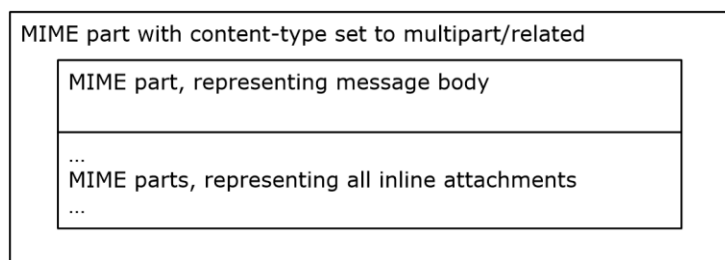 MIME part with content-type set to multipart/related
MIME part, representing message body
...
MIME parts, representing all inline attachments
...